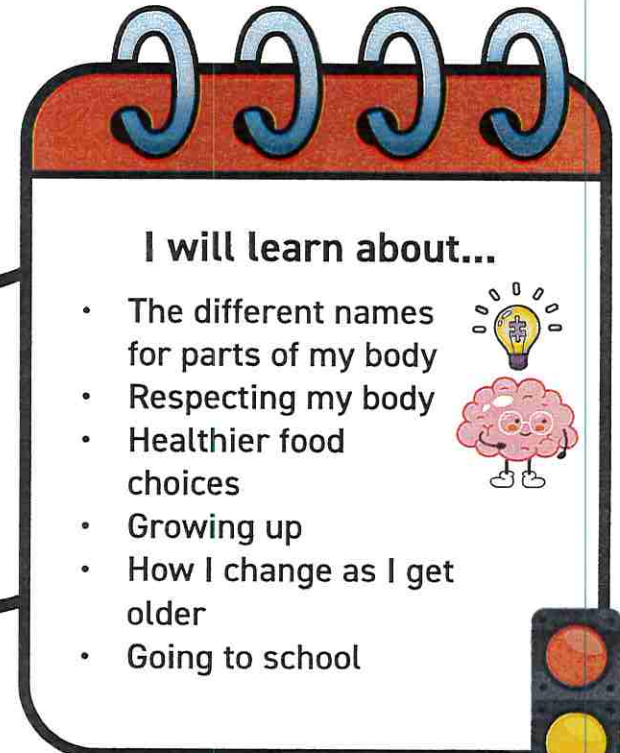 I will learn about...
· The different names
for parts of my body
· Respecting my body
· Healthier food
choices
· Growing up
· How I change as I get
older
· Going to school